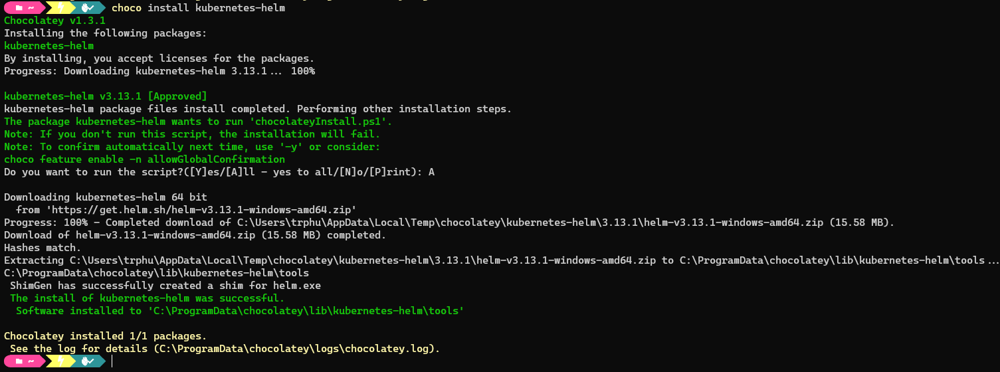 ~ choco install kubernetes-helm
Chocolatey v1.3.1
Installing the following packages:
kubernetes-helm
By installing, you accept licenses for the packages.
Progress: Downloading kubernetes-helm 3.13.1... 100%
kubernetes-helm v3.13.1 [Approved]
kubernetes-helm package files install completed. Performing other installation steps.
The package kubernetes-helm wants to run 'chocolateyInstall.ps1'.
Note: If you don't run this script, the installation will fail.
Note: To confirm automatically next time, use '-y' or consider:
choco feature enable -n allowGlobalConfirmation
Do you want to run the script?([Y]es/[A]ll - yes to all/[N]o/[P]rint): A
Downloading kubernetes-helm 64 bit
from 'https://get.helm.sh/helm-v3.13.1-windows-amd64.zip'
Progress: 100% - Completed download of C:\Users\trphu\AppData\Local\Temp\chocolatey\kubernetes-helm\3.13.1\helm-v3.13.1-windows-amd64.zip (15.58 MB).
Download of helm-v3.13.1-windows-amd64.zip (15.58 MB) completed.
Hashes match.
Extracting C:\Users\trphu\AppData\Local\Temp\chocolatey\kubernetes-helm\3.13.1\helm-v3.13.1-windows-amd64.zip to C:\ProgramData\chocolatey\lib\kubernetes-helm\tools...
C:\ProgramData\chocolatey\lib\kubernetes-helm\tools
ShimGen has successfully created a shim for helm.exe
The install of kubernetes-helm was successful.
Software installed to 'C:\ProgramData\chocolatey\lib\kubernetes-helm\tools'
Chocolatey installed 1/1 packages.
See the log for details (C:\ProgramData\chocolatey\logs\chocolatey.log).
~